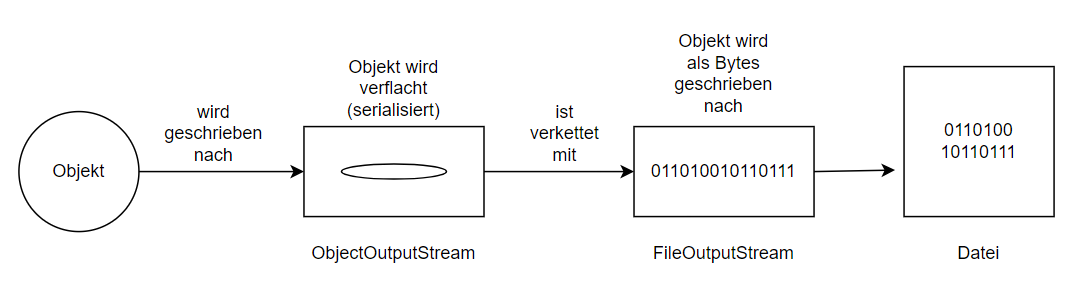 Objekt
wird
geschrieben
nach
Objekt wird
verflacht
(serialisiert)
ObjectOutputStream
ist
verkettet
mit
Objekt wird
als Bytes
geschrieben
nach
011010010110111
FileOutputStream
0110100
10110111
Datei